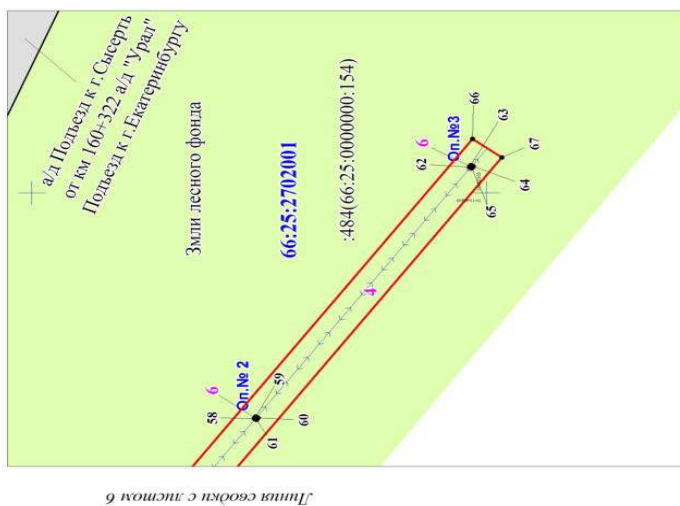 а/д Подъезд к г.Сысерть
от км 160+322 а/д "Урал"
Подъезд к г.Екатеринбургу
Змли лесного фонда
66:25:2702001
:484(66:25:0000000:154)
66
63
6
Оп.№3
62
67
64
65
4
6
Оп.№ 2
58
59
60
61
Линия сводки с листом 6